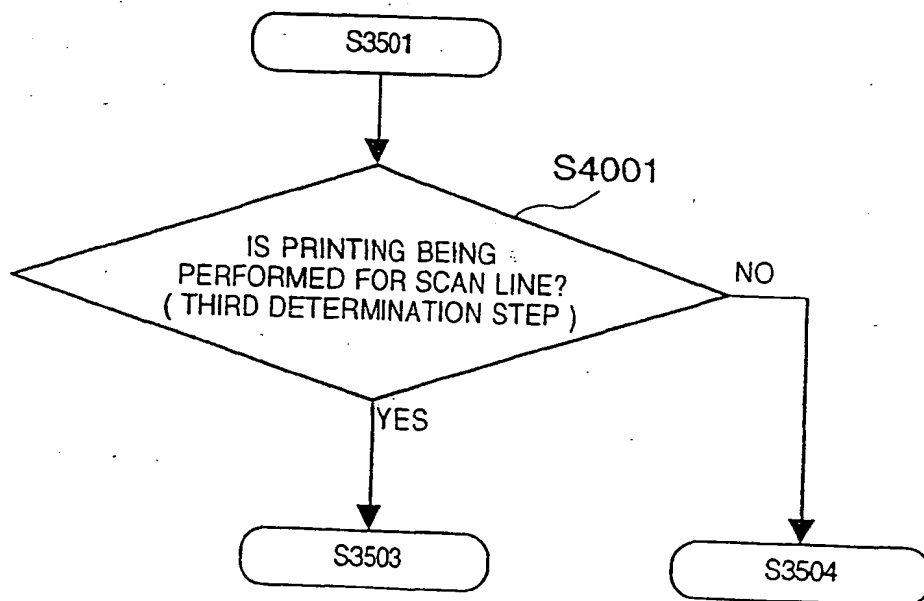 S3501
S4001
IS PRINTING BEING
PERFORMED FOR SCAN LINE?
( THIRD DETERMINATION STEP )
NO
YES
S3503
S3504